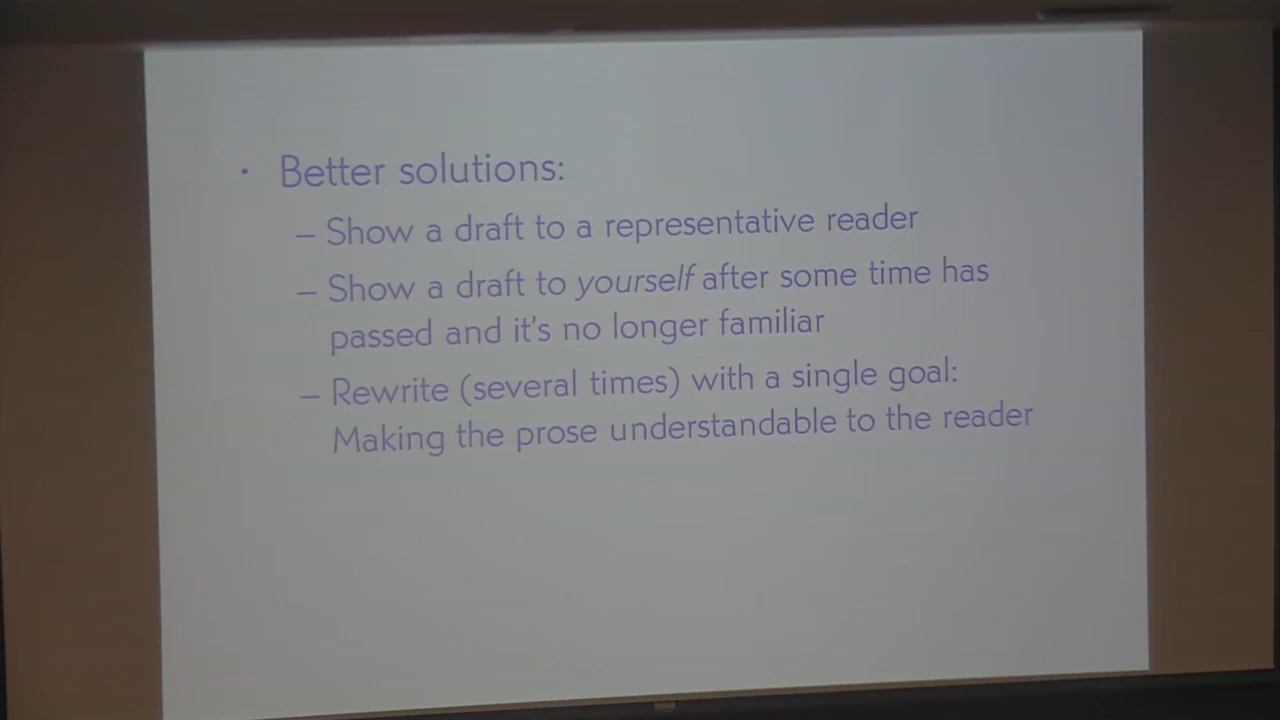 • Better solutions:
– Show a draft to a representative reader
– Show a draft to yourself after some time has
passed and it's no longer familiar
– Rewrite (several times) with a single goal:
Making the prose understandable to the reader